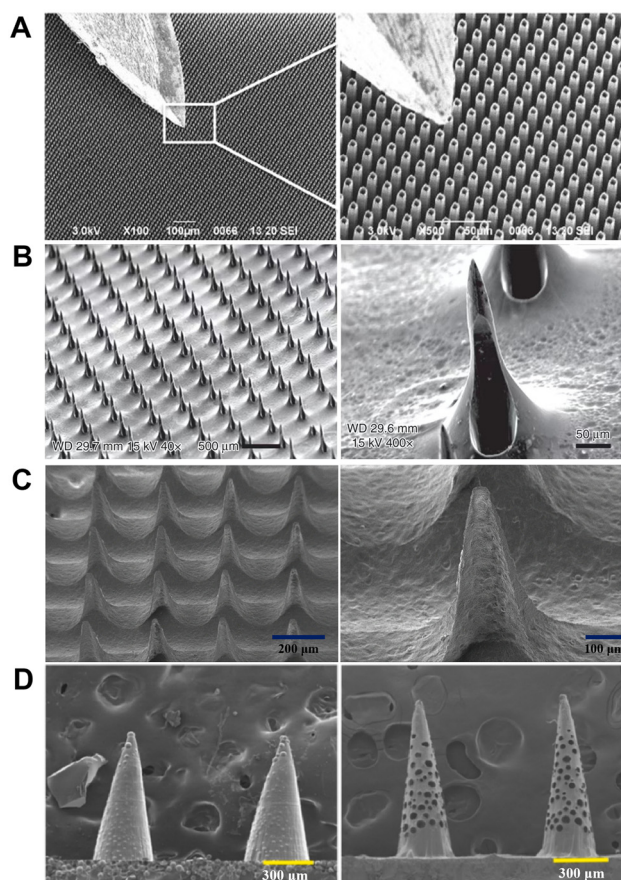 A
3.0kV X100 100μm 0066 13 20 SEI
3.0kV X500 50μm 0066 13 20 SEI
B
WD 29.7 mm 15 kV 40x 500 μm
WD 29.6 mm
15 kV 400x
50 μm
C
200 μm
100 μm
D
300 μm
300 μm